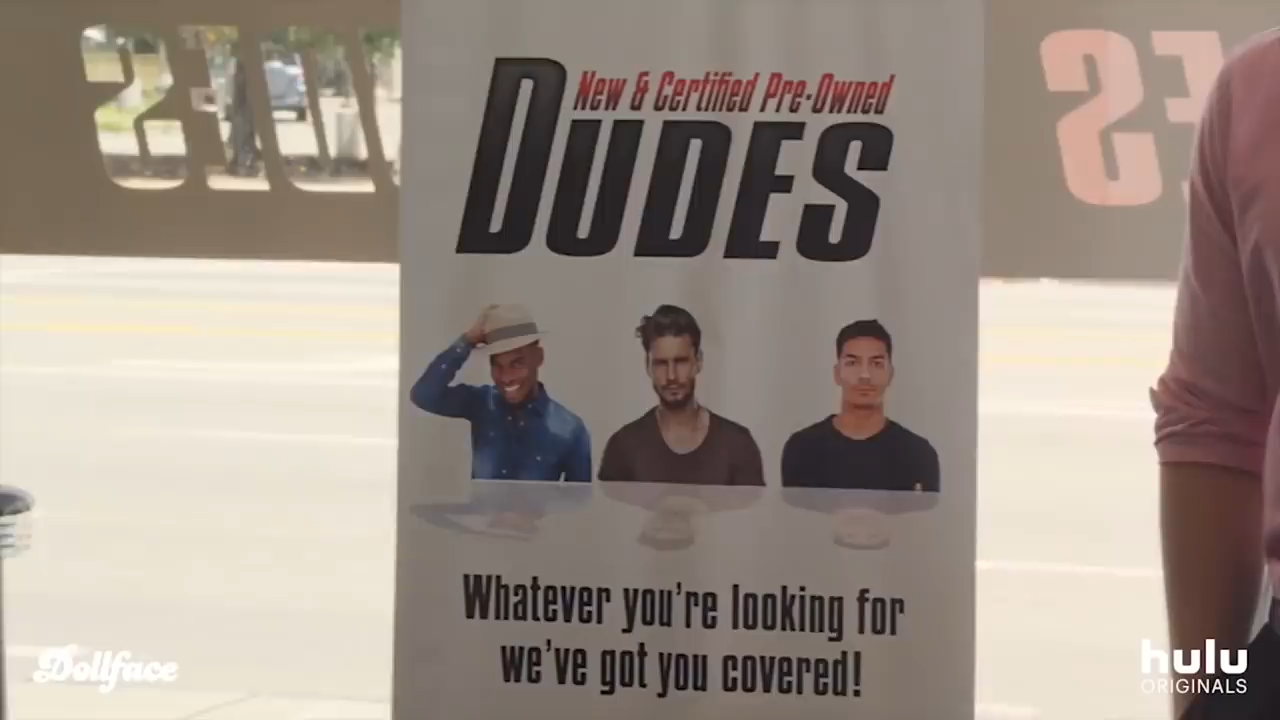 New & Certified Pre-Owned
DUDES
Whatever you're looking for
we've got you covered!
Dollface
hulu
ORIGINALS